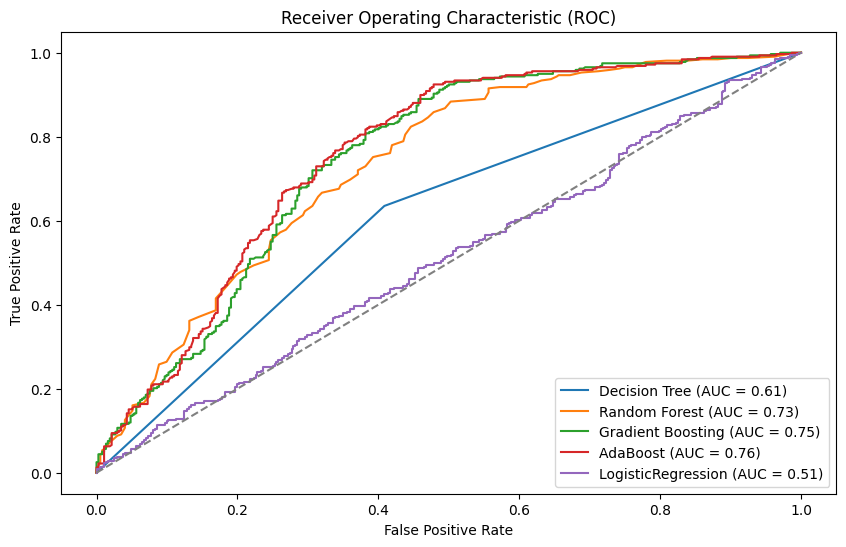 Receiver Operating Characteristic (ROC)
True Positive Rate
1.0
0.8
0.6
0.4
0.2
0.0
Decision Tree (AUC = 0.61)
Random Forest (AUC = 0.73)
Gradient Boosting (AUC = 0.75)
AdaBoost (AUC = 0.76)
LogisticRegression (AUC = 0.51)
0.0 0.2 0.4 0.6 0.8 1.0
False Positive Rate